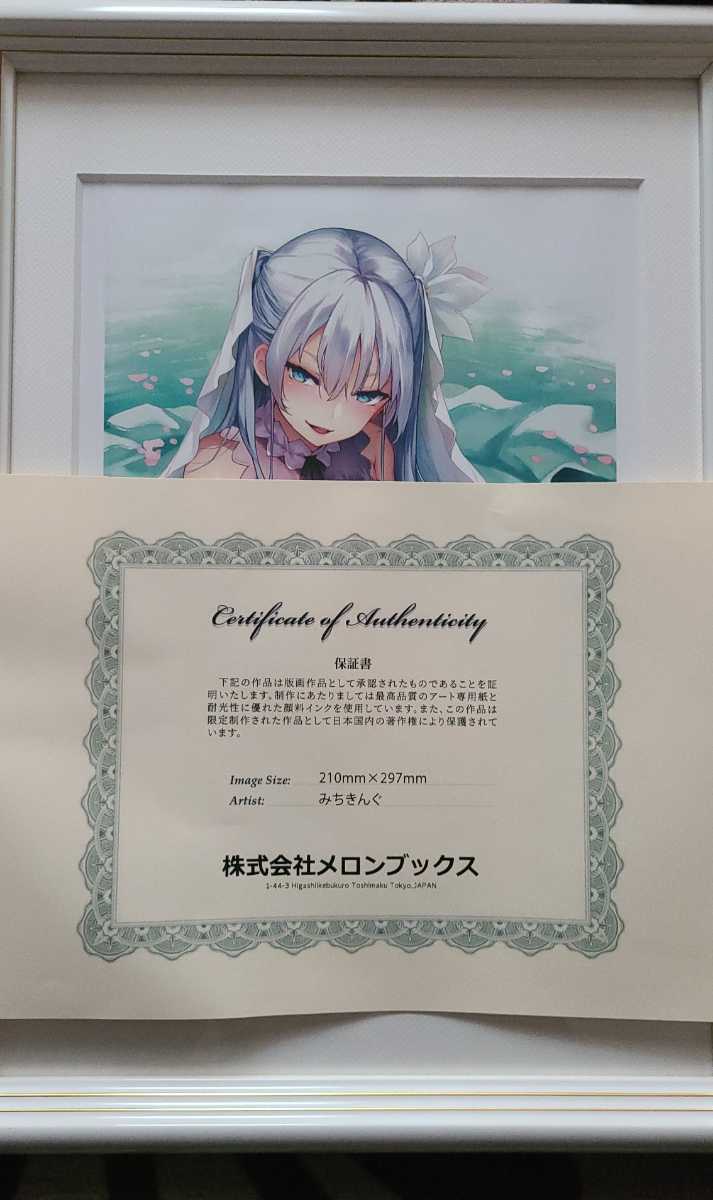 Certificate of Authenticity
保証書
下記の作品は版画作品として承認されたものであることを証
明いたします。制作にあたりましては最高品質のアート専用紙と
耐光性に優れた顔料インクを使用しています。また、この作品は
限定制作された作品として日本国内の著作権により保護されて
います。
Image Size: 210mm×297mm
Artist: みちきんぐ
株式会社メロンブックス
1-44-3 Higashiikebukuro Toshimaku Tokyo.JAPAN